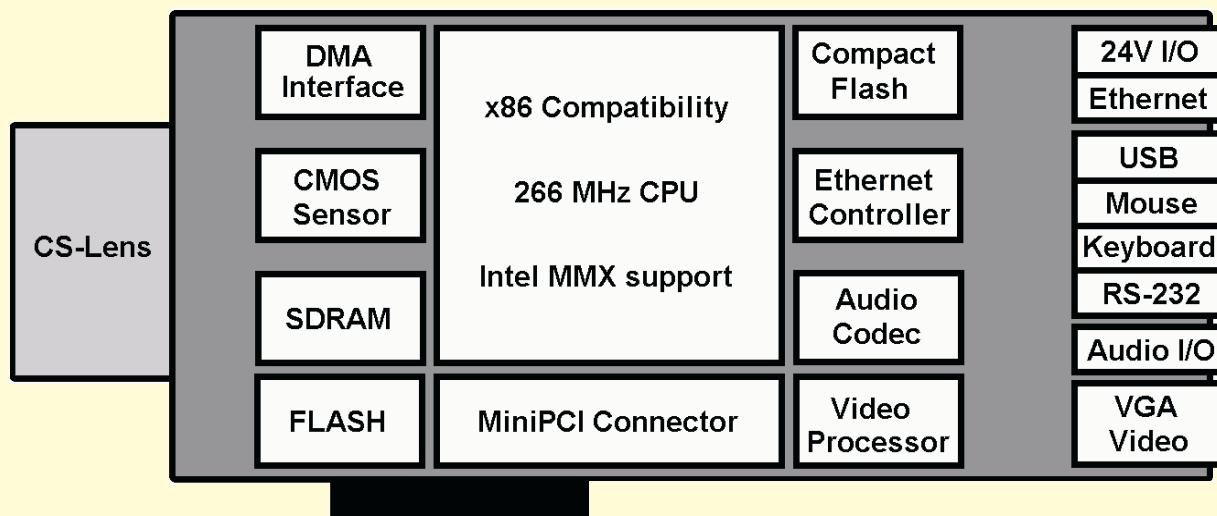 CS-Lens
DMA
Interface
CMOS
Sensor
SDRAM
FLASH
x86 Compatibility
266 MHz CPU
Intel MMX support
MiniPCI Connector
Compact
Flash
Ethernet
Controller
Audio
Codec
Video
Processor
24V I/O
Ethernet
USB
Mouse
Keyboard
RS-232
Audio I/O
VGA
Video